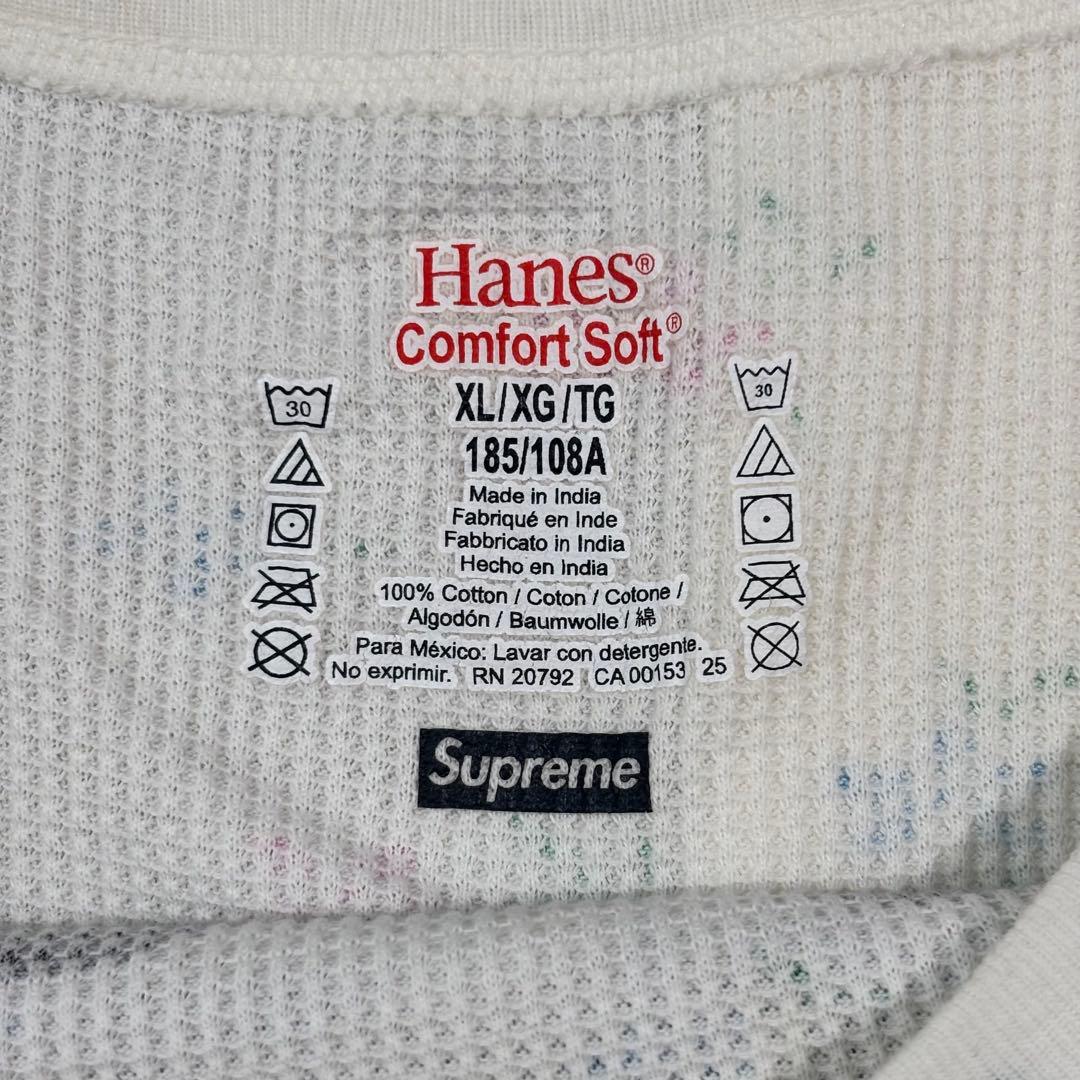 Hanes®
Comfort Soft®
XL/XG/TG
185/108A
30
30
Made in India
Fabriqué en Inde
Fabbricato in India
Hecho en India
100% Cotton / Coton / Cotone /
Algodón / Baumwolle / 綿
Para México: Lavar con detergente.
No exprimir. RN 20792 CA 00153 25
Supreme